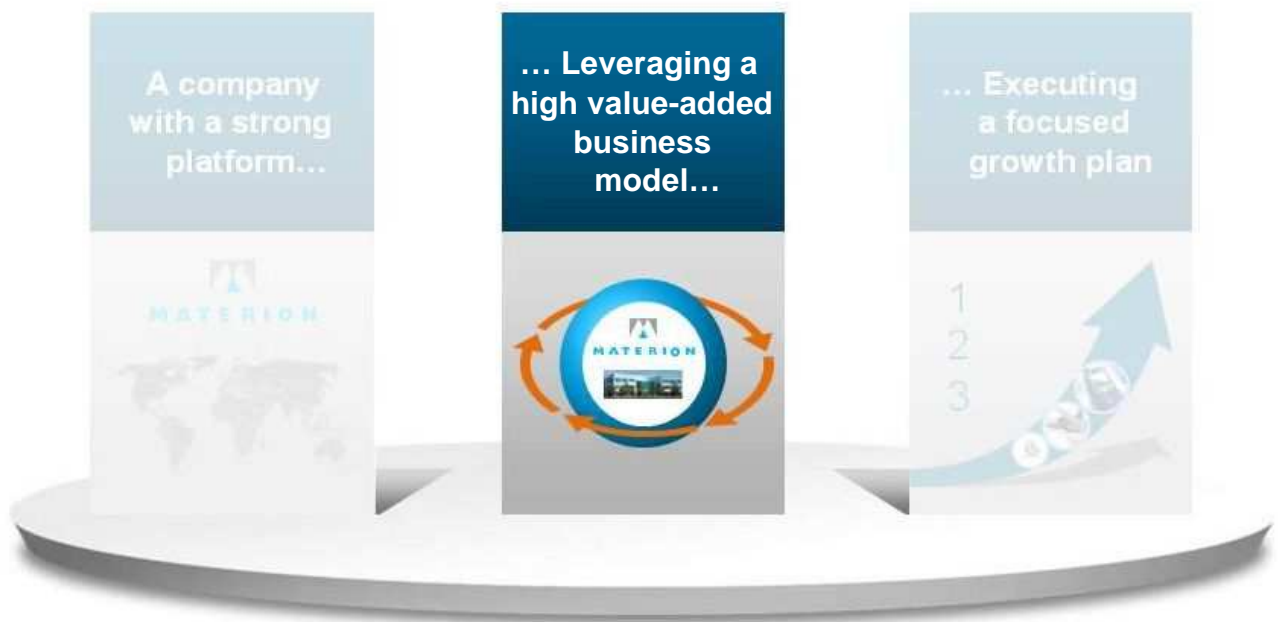 A company
with a strong
platform…
MATERION
… Leveraging a
high value-added
business
model…
MATERION
… Executing
a focused
growth plan
1
2
3